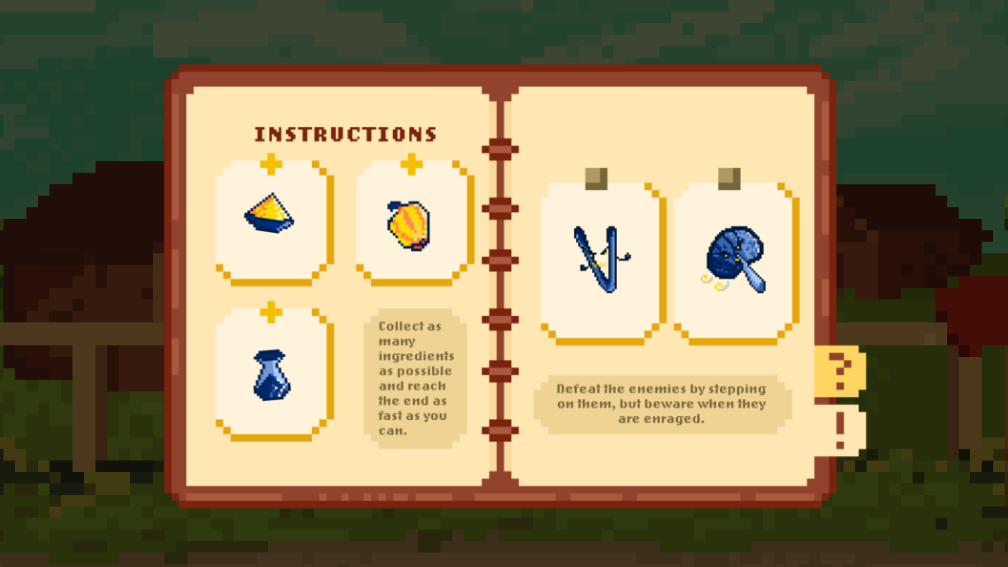 INSTRUCTIONS
Collect as
many
ingredients
as possible
and reach
the end as
fast as you
can.
Defeat the enemies by stepping
on them, but beware when they
are enraged.
?
!